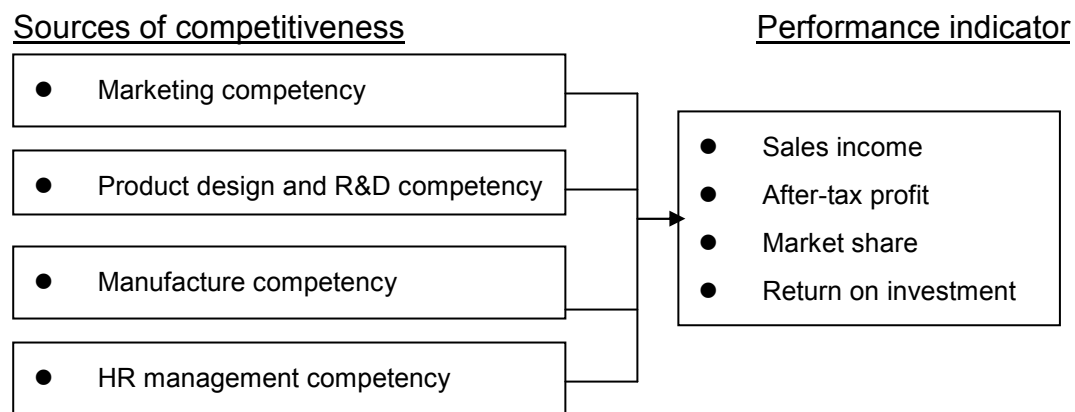 Sources of competitiveness
Performance indicator
● Marketing competency
● Product design and R&D competency
● Manufacture competency
● HR management competency
● Sales income
● After-tax profit
● Market share
● Return on investment